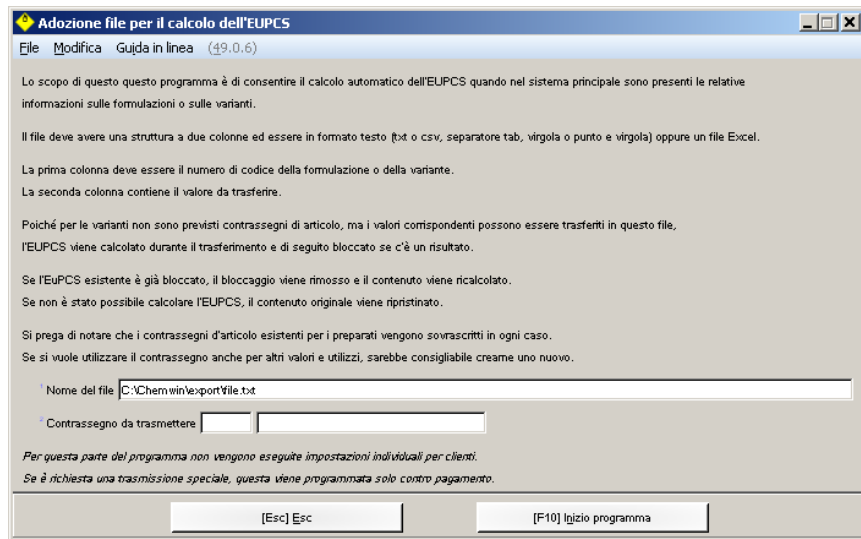 Adozione file per il calcolo dell'EUPCS
File Modifica Guida in linea (49.0.6)
Lo scopo di questo questo programma è di consentire il calcolo automatico dell'EUPCS quando nel sistema principale sono presenti le relative
informazioni sulle formulazioni o sulle varianti.
Il file deve avere una struttura a due colonne ed essere in formato testo (txt o csv, separatore tab, virgola o punto e virgola) oppure un file Excel.
La prima colonna deve essere il numero di codice della formulazione o della variante.
La seconda colonna contiene il valore da trasferire.
Poiché per le varianti non sono previsti contrassegni di articolo, ma i valori corrispondenti possono essere trasferiti in questo file,
l'EUPCS viene calcolato durante il trasferimento e di seguito bloccato se c'è un risultato.
Se l'EuPCS esistente è già bloccato, il bloccaggio viene rimosso e il contenuto viene ricalcolato.
Se non è stato possibile calcolare l'EUPCS, il contenuto originale viene ripristinato.
Si prega di notare che i contrassegni d'articolo esistenti per i preparati vengono sovrascritti in ogni caso.
Se si vuole utilizzare il contrassegno anche per altri valori e utilizzi, sarebbe consigliabile crearne uno nuovo.
1 Nome del file C:\Chemwin\export\file.txt
2 Contrassegno da trasmettere
Per questa parte del programma non vengono eseguite impostazioni individuali per clienti.
Se è richiesta una trasmissione speciale, questa viene programmata solo contro pagamento.
[Esc] Esc [F10] Inizio programma